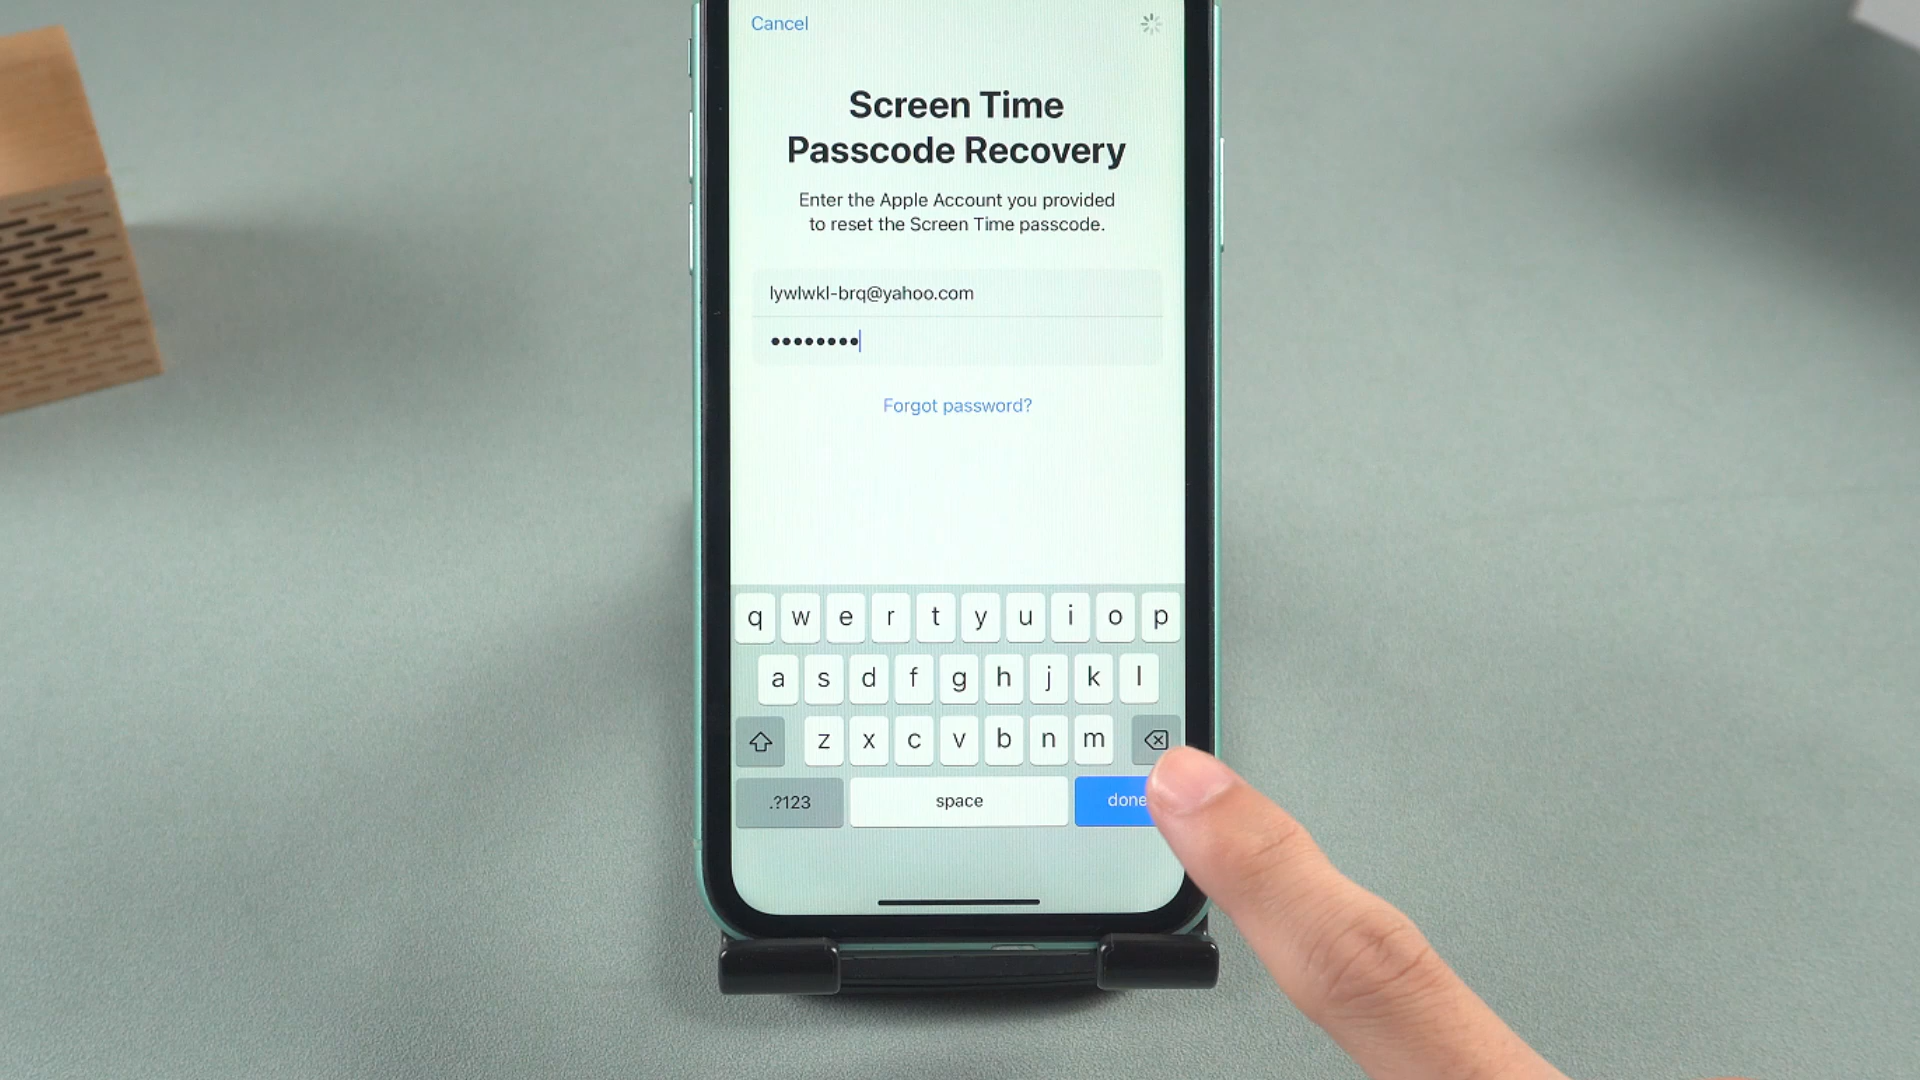 Cancel
Screen Time
Passcode Recovery
Enter the Apple Account you provided
to reset the Screen Time passcode.
lywlwkl-brq@yahoo.com
••••••••
Forgot password?
q w e r t y u i o p
a s d f g h j k l
z x c v b n m
.?123 space done